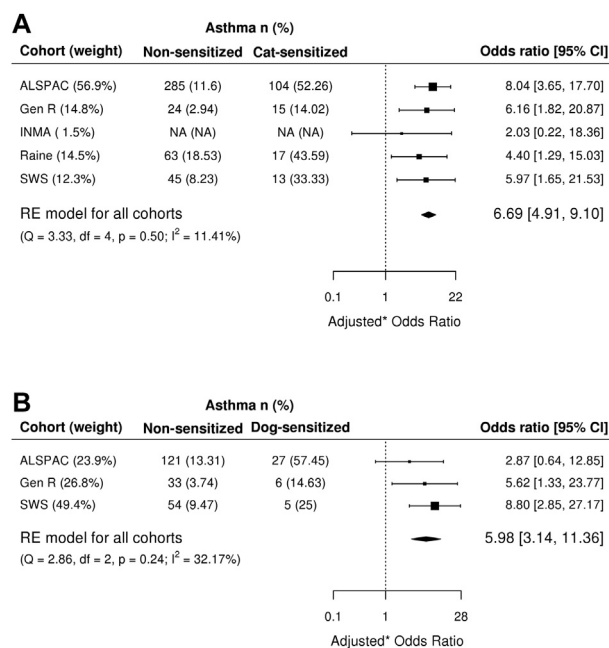 A
Asthma n (%)
Cohort (weight) Non-sensitized Cat-sensitized Odds ratio [95% CI]
ALSPAC (56.9%) 285 (11.6) 104 (52.26) 8.04 [3.65, 17.70]
Gen R (14.8%) 24 (2.94) 15 (14.02) 6.16 [1.82, 20.87]
INMA ( 1.5%) NA (NA) NA (NA) 2.03 [0.22, 18.36]
Raine (14.5%) 63 (18.53) 17 (43.59) 4.40 [1.29, 15.03]
SWS (12.3%) 45 (8.23) 13 (33.33) 5.97 [1.65, 21.53]
RE model for all cohorts 6.69 [4.91, 9.10]
(Q = 3.33, df = 4, p = 0.50; I² = 11.41%)
0.1 1 22
Adjusted* Odds Ratio
B
Asthma n (%)
Cohort (weight) Non-sensitized Dog-sensitized Odds ratio [95% CI]
ALSPAC (23.9%) 121 (13.31) 27 (57.45) 2.87 [0.64, 12.85]
Gen R (26.8%) 33 (3.74) 6 (14.63) 5.62 [1.33, 23.77]
SWS (49.4%) 54 (9.47) 5 (25) 8.80 [2.85, 27.17]
RE model for all cohorts 5.98 [3.14, 11.36]
(Q = 2.86, df = 2, p = 0.24; I² = 32.17%)
0.1 1 28
Adjusted* Odds Ratio